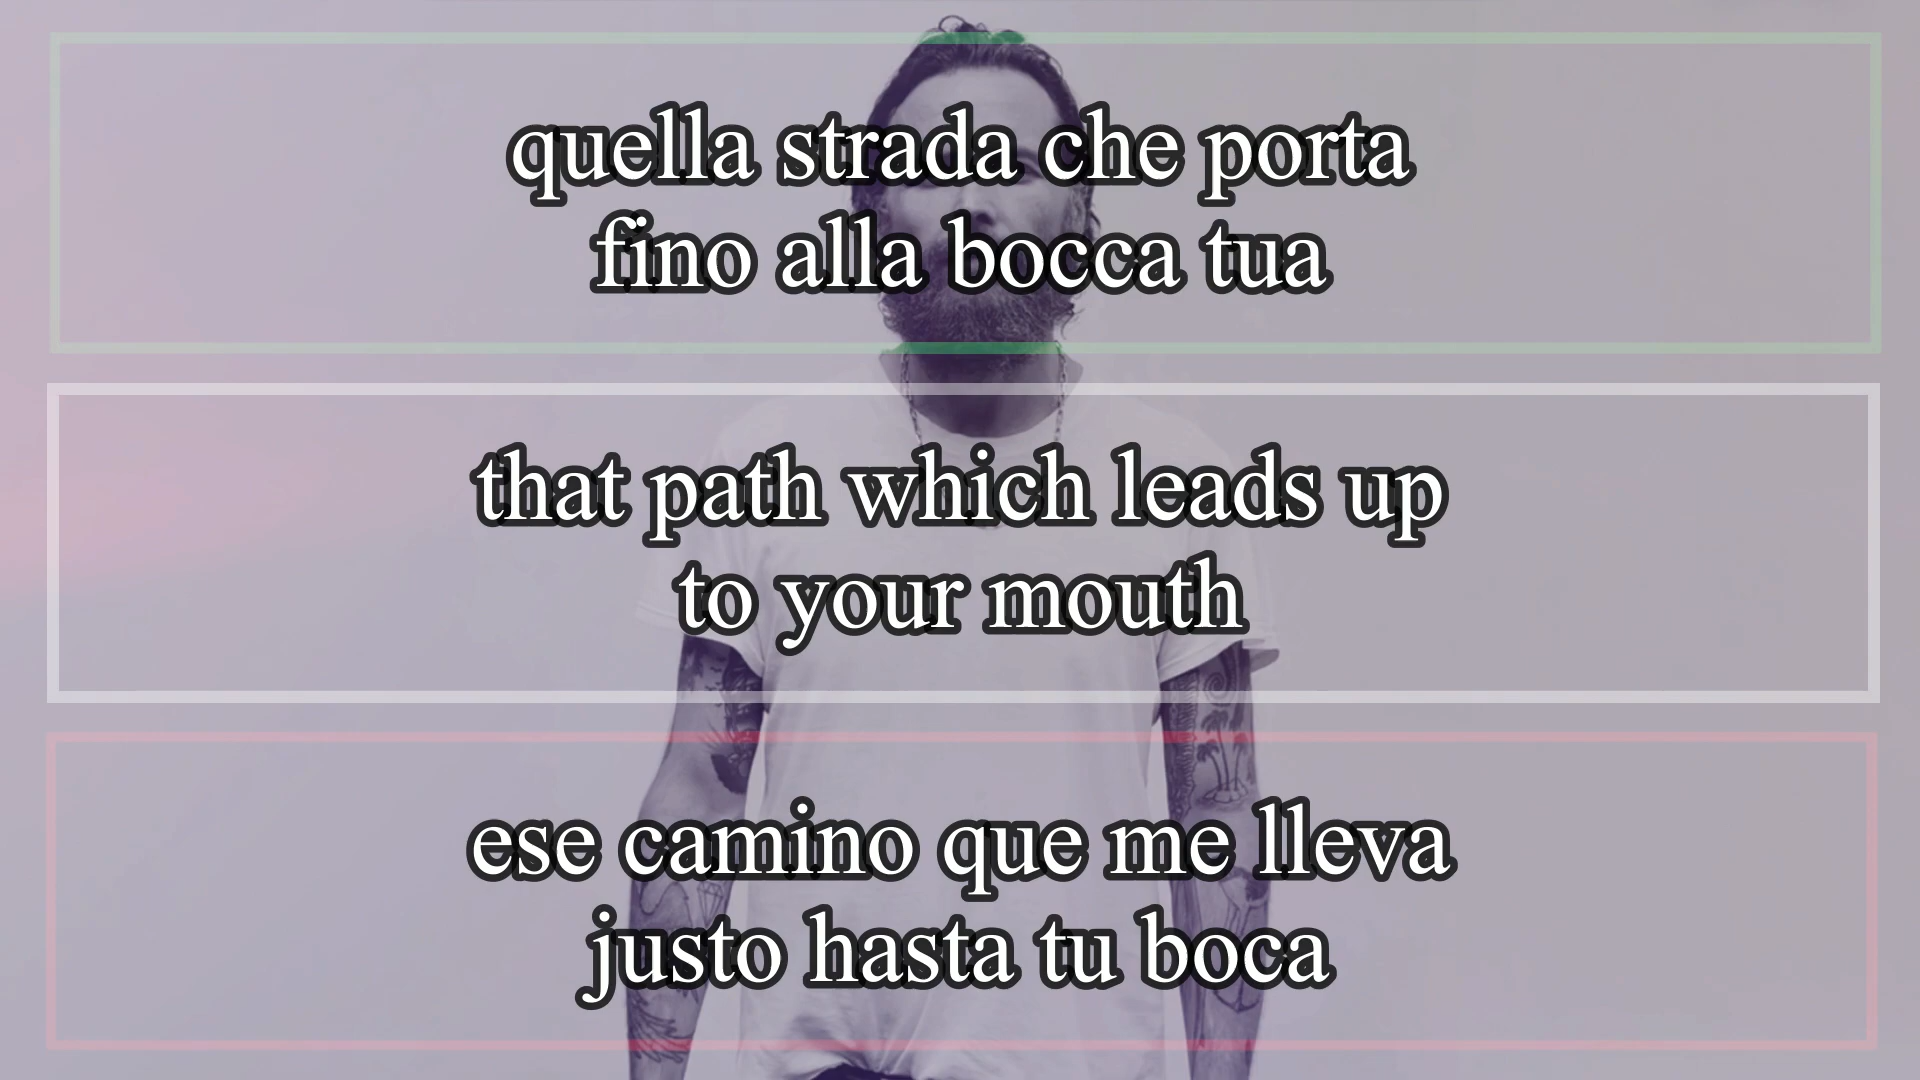 quella strada che porta
fino alla bocca tua
that path which leads up
to your mouth
ese camino que me lleva
justo hasta tu boca